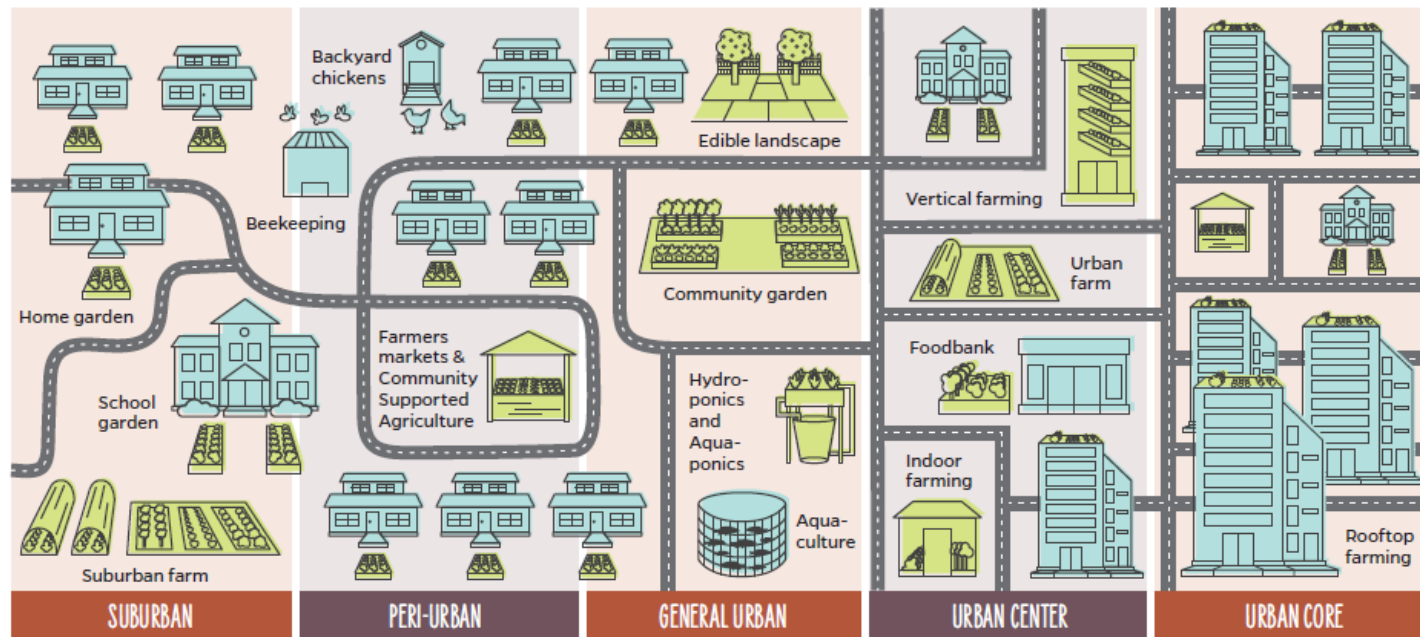 Backyard
chickens
Edible landscape
Beekeeping
Vertical farming
Home garden
Community garden
Urban
farm
Farmers
markets &
Community
Supported
Agriculture
School
garden
Hydro-
ponics
and
Aqua-
ponics
Foodbank
Indoor
farming
Aqua-
culture
Suburban farm
Rooftop
farming
SUBURBAN
PERI-URBAN
GENERAL URBAN
URBAN CENTER
URBAN CORE